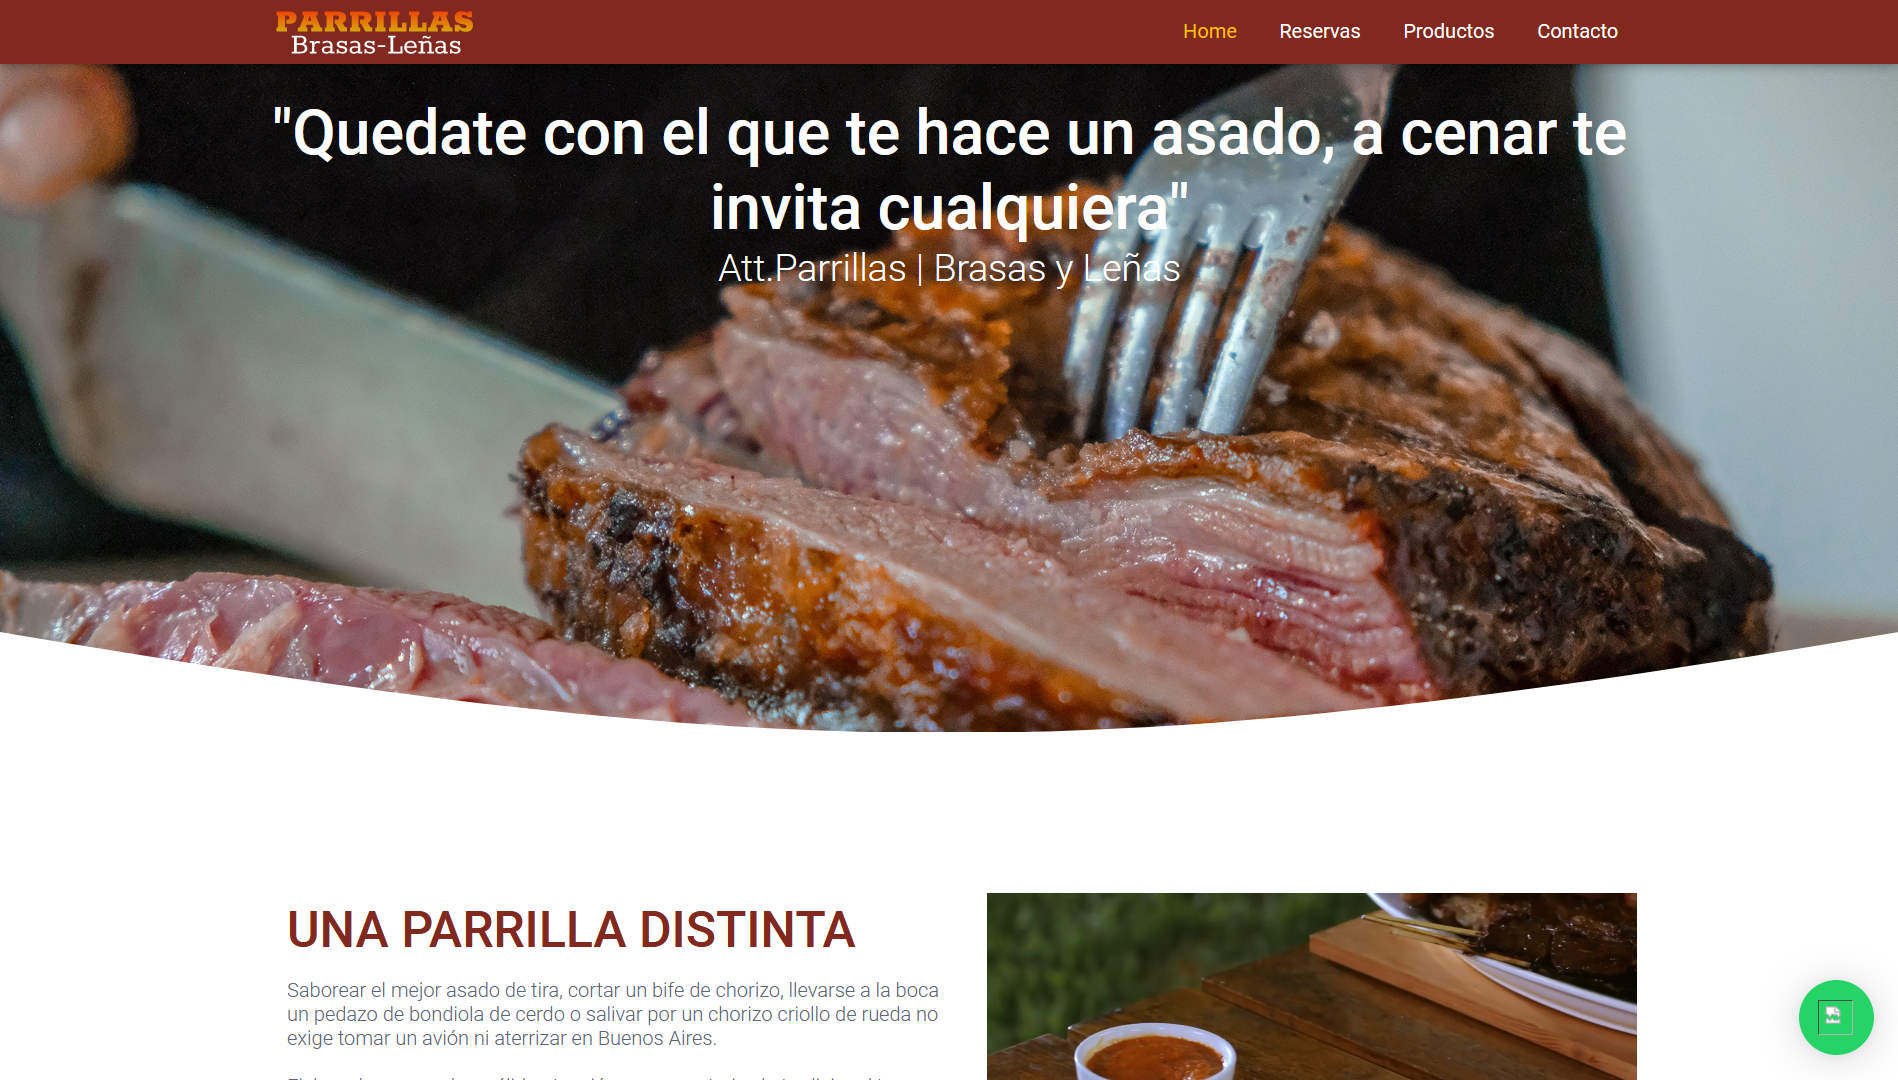 PARRILLAS
Brasas-Leñas
Home Reservas Productos Contacto
"Quedate con el que te hace un asado, a cenar te
invita cualquiera"
Att.Parrillas | Brasas y Leñas
UNA PARRILLA DISTINTA
Saborear el mejor asado de tira, cortar un bife de chorizo, llevarse a la boca
un pedazo de bondiola de cerdo o salivar por un chorizo criollo de rueda no
exige tomar un avión ni aterrizar en Buenos Aires.